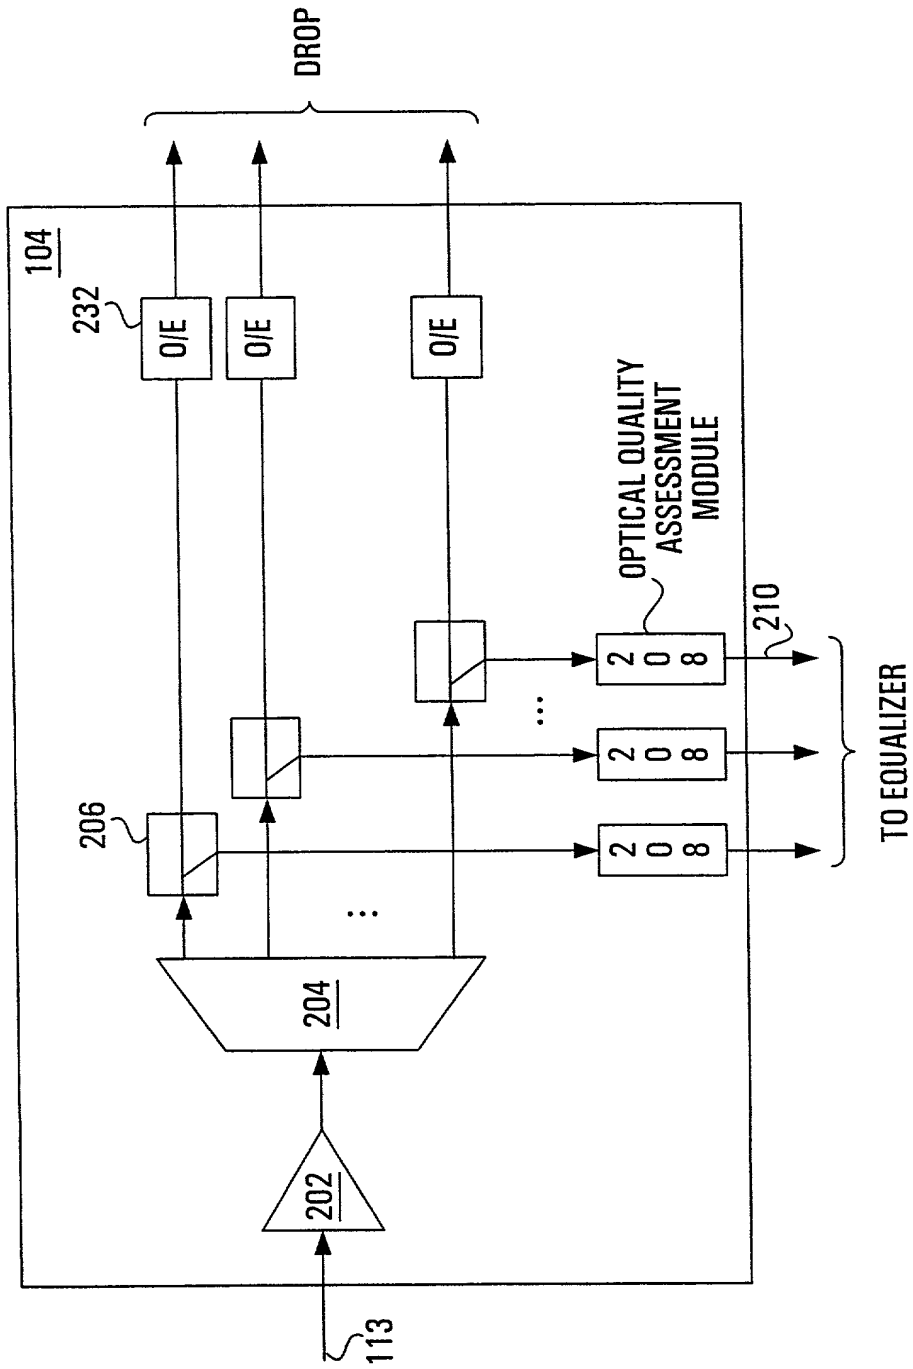 104
232
O/E
O/E
O/E
DROP
206
204
202
113
...
...
208
208
208
OPTICAL QUALITY
ASSESSMENT
MODULE
210
TO EQUALIZER